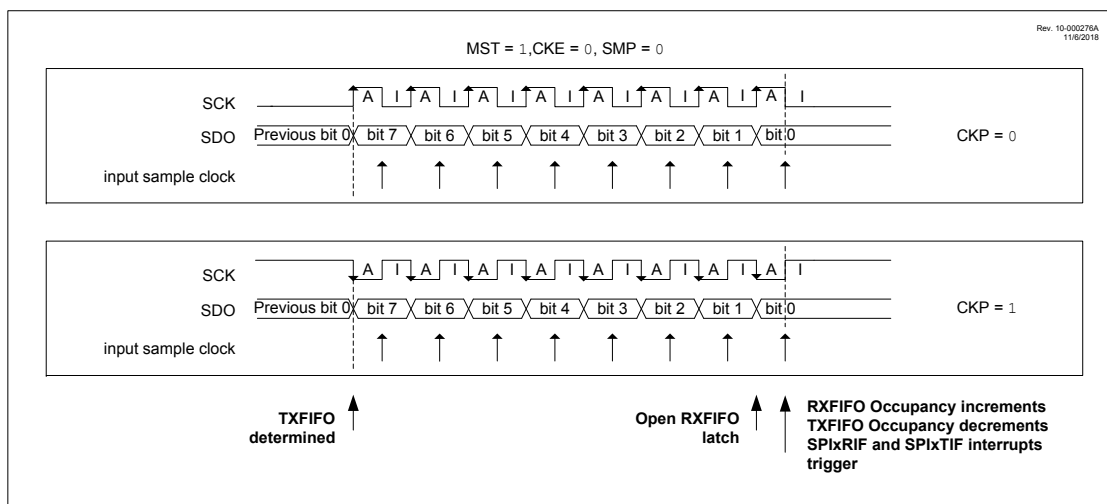 Rev. 10-000276A
11/6/2018
MST = 1,CKE = 0, SMP = 0
SCK A I A I A I A I A I A I A I A I
SDO Previous bit 0 bit 7 bit 6 bit 5 bit 4 bit 3 bit 2 bit 1 bit 0
CKP = 0
input sample clock
SCK A I A I A I A I A I A I A I A I
SDO Previous bit 0 bit 7 bit 6 bit 5 bit 4 bit 3 bit 2 bit 1 bit 0
CKP = 1
input sample clock
TXFIFO
determined
Open RXFIFO
latch
RXFIFO Occupancy increments
TXFIFO Occupancy decrements
SPIxRIF and SPIxTIF interrupts
trigger